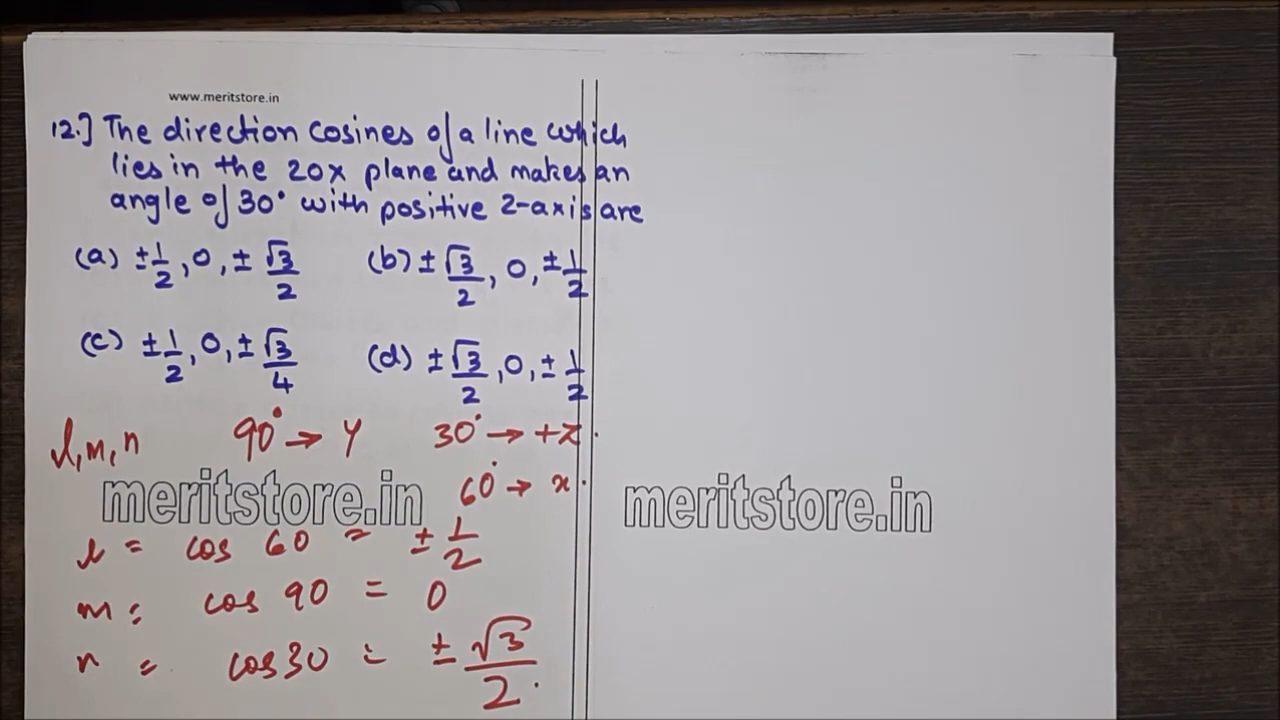 www.meritstore.in
12.] The direction cosines of a line which
lies in the zox plane and makes an
angle of 30° with positive z-axis are
(a) ±1/2, 0, ±√3/2 (b) ±√3/2, 0, ±1/2
(c) ±1/2, 0, ±√3/4 (d) ±√3/2, 0, ±1/2
l, m, n 90° → y 30° → +z.
60° → x.
meritstore.in meritstore.in
l = cos 60 = ±1/2
m = cos 90 = 0
n = cos 30 = ±√3/2.